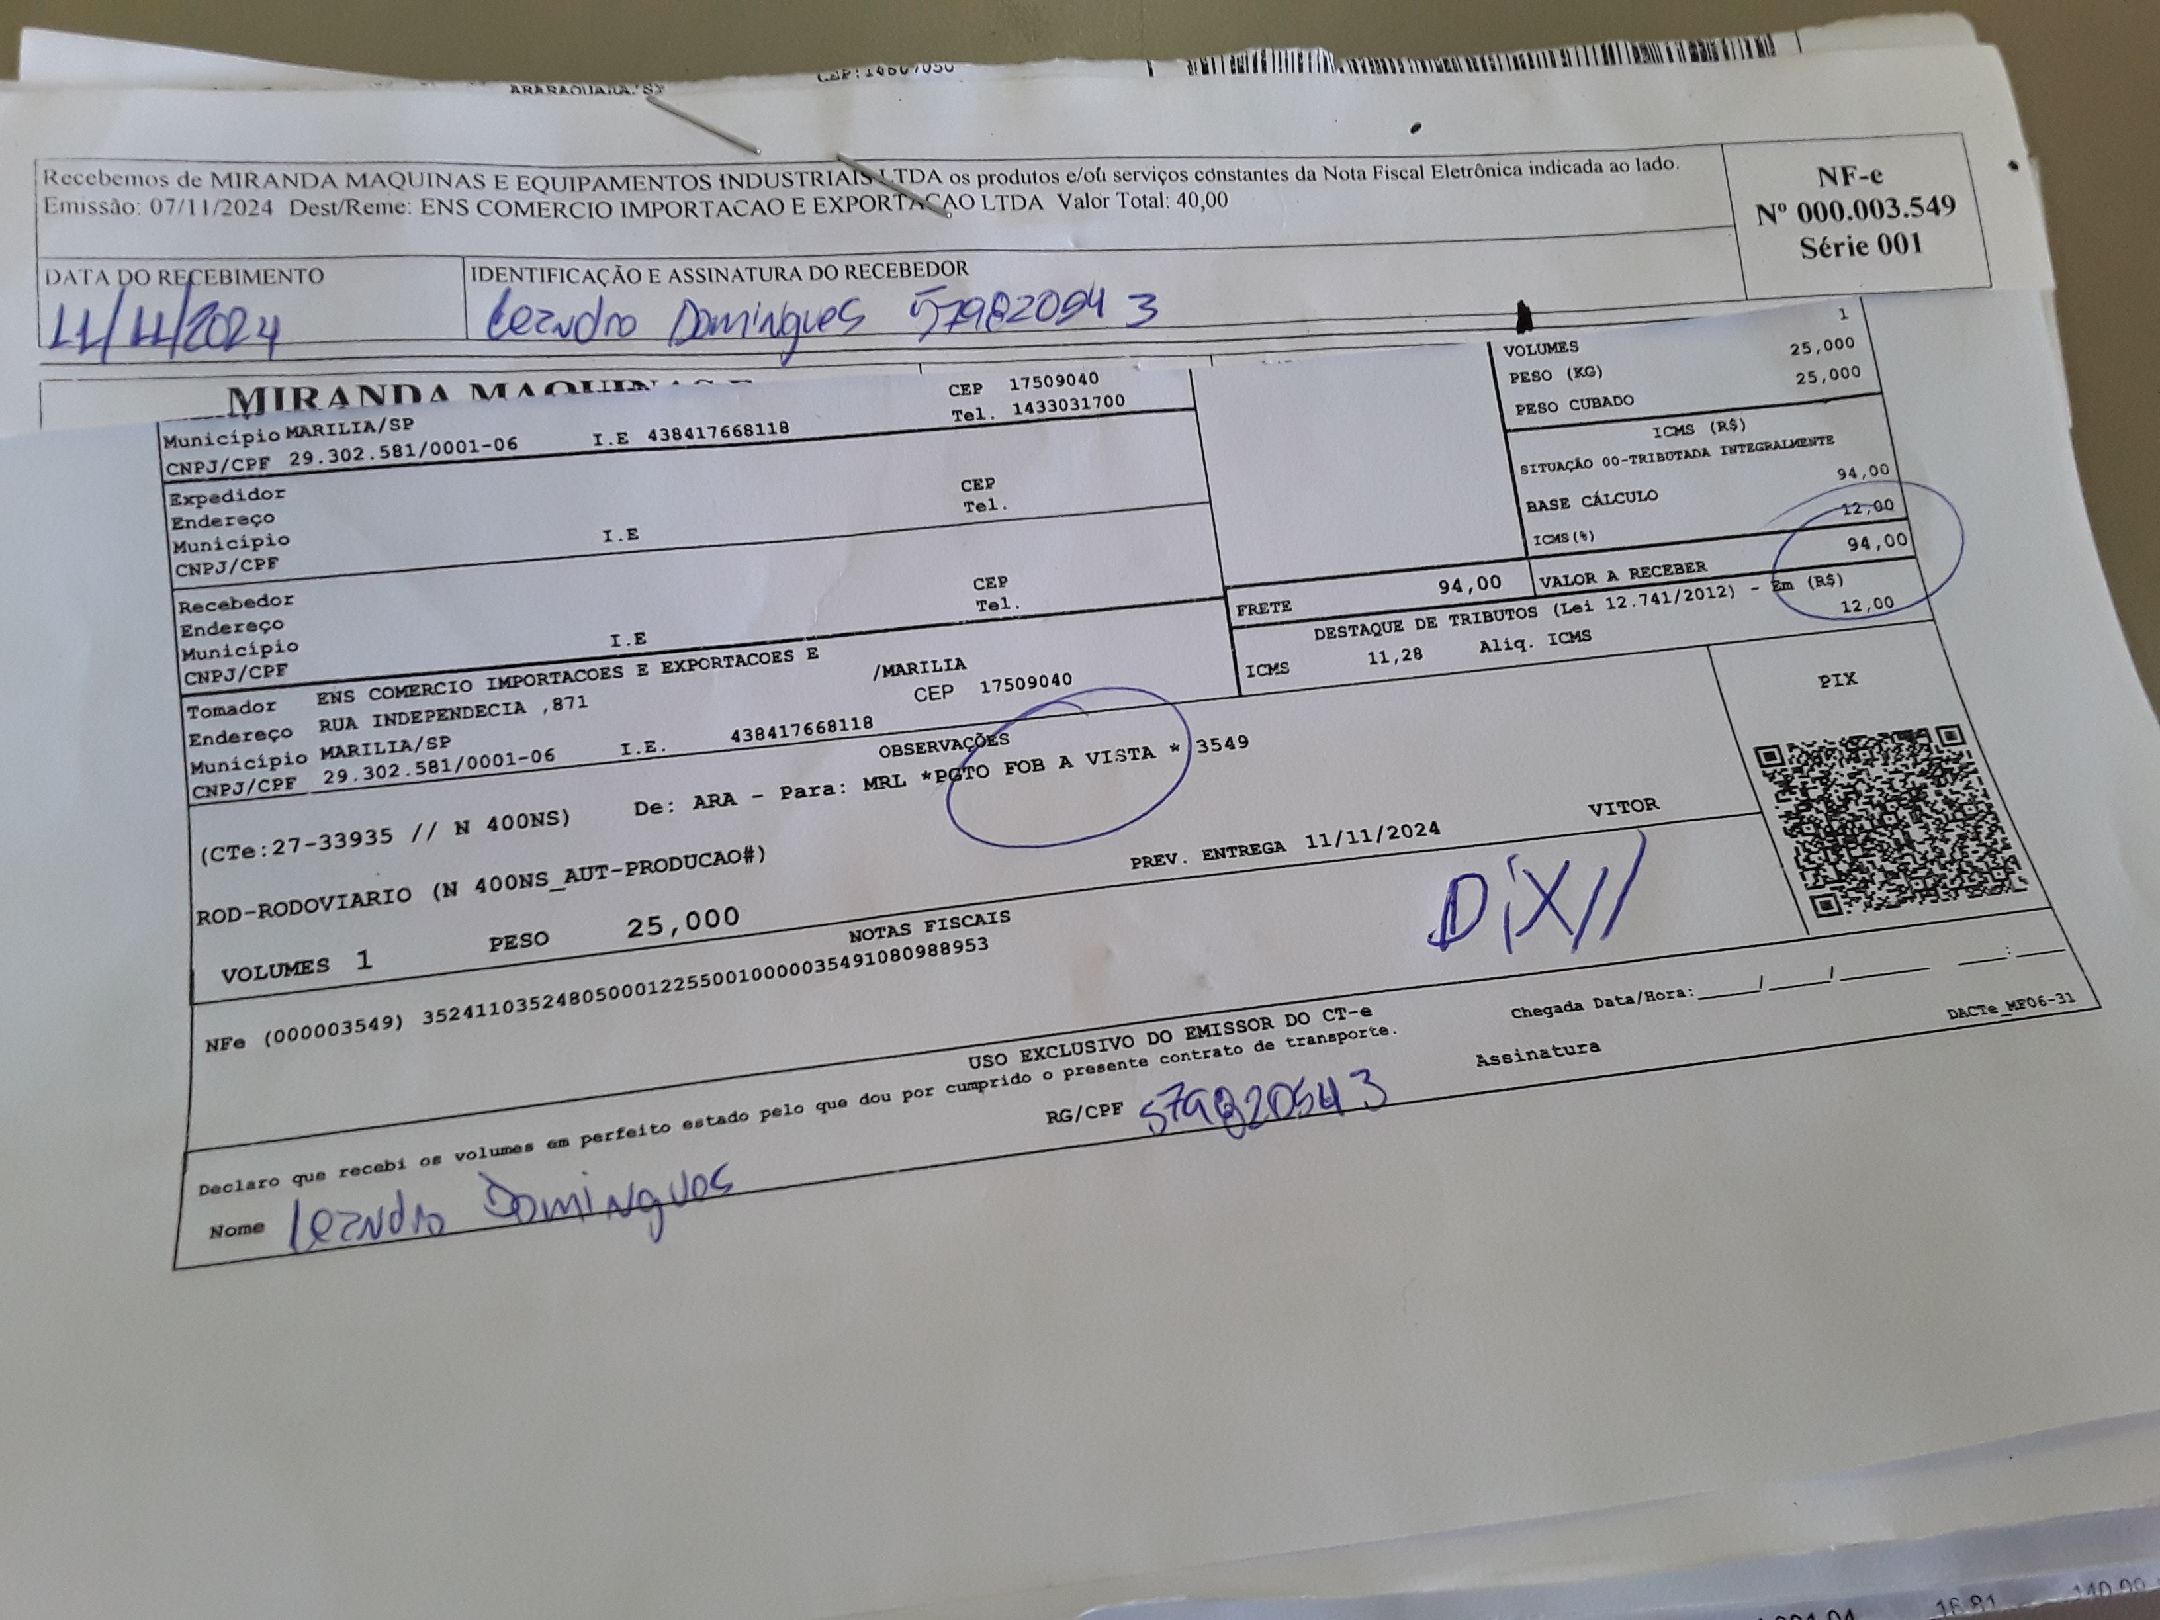 ARARAQUARA/SP
CEP:14807050
Recebemos de MIRANDA MAQUINAS E EQUIPAMENTOS INDUSTRIAIS LTDA os produtos e/ou serviços constantes da Nota Fiscal Eletrônica indicada ao lado.
Emissão: 07/11/2024 Dest/Reme: ENS COMERCIO IMPORTACAO E EXPORTACAO LTDA Valor Total: 40,00
NF-e
Nº 000.003.549
Série 001
DATA DO RECEBIMENTO
11/11/2024
IDENTIFICAÇÃO E ASSINATURA DO RECEBEDOR
Leandro Domingues 579820543
MIRANDA MAQUINAS E
Município MARILIA/SP CEP 17509040
CNPJ/CPF 29.302.581/0001-06 I.E 438417668118 Tel. 1433031700
Expedidor
Endereço CEP
Município I.E Tel.
CNPJ/CPF
Recebedor
Endereço CEP
Município I.E Tel.
CNPJ/CPF
Tomador ENS COMERCIO IMPORTACOES E EXPORTACOES E
Endereço RUA INDEPENDECIA ,871 /MARILIA
Município MARILIA/SP CEP 17509040
CNPJ/CPF 29.302.581/0001-06 I.E. 438417668118
1
VOLUMES 25,000
PESO (KG) 25,000
PESO CUBADO
ICMS (R$)
SITUAÇÃO 00-TRIBUTADA INTEGRALMENTE
BASE CÁLCULO 94,00
ICMS(%) 12,00
FRETE 94,00 VALOR A RECEBER 94,00
DESTAQUE DE TRIBUTOS (Lei 12.741/2012) - Em (R$)
ICMS 11,28 Aliq. ICMS 12,00
OBSERVAÇÕES
(CTe:27-33935 // N 400NS) De: ARA - Para: MRL *PGTO FOB A VISTA * 3549
PIX
ROD-RODOVIARIO (N 400NS_AUT-PRODUCAO#)
PREV. ENTREGA 11/11/2024 VITOR
VOLUMES 1 PESO 25,000
NOTAS FISCAIS
NFe (000003549) 35241103524805000122550010000035491080988953
USO EXCLUSIVO DO EMISSOR DO CT-e
Declaro que recebi os volumes em perfeito estado pelo que dou por cumprido o presente contrato de transporte.
Chegada Data/Hora:_____/_____/_______ ____:____
Nome Leandro Domingues RG/CPF 579820543 Assinatura
DACTe_MF06-31
16,81